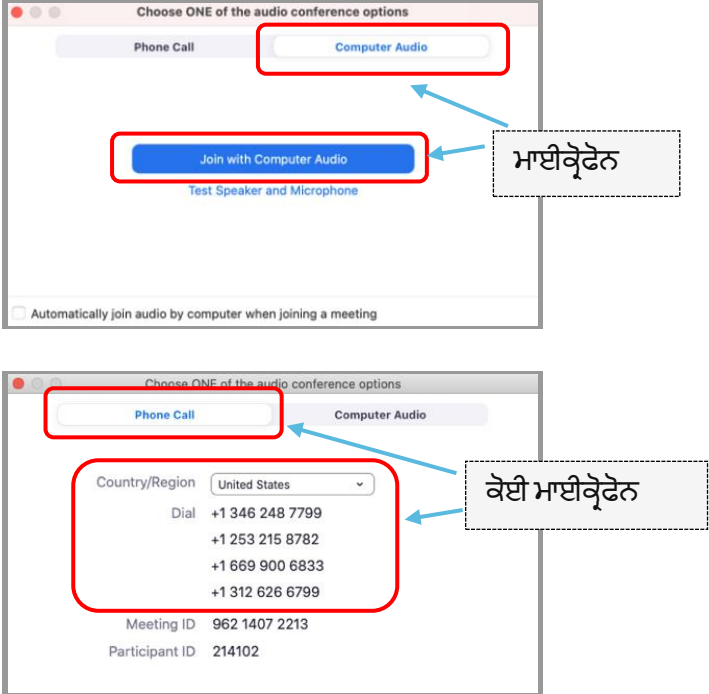 Choose ONE of the audio conference options
Phone Call Computer Audio
ਮਾਈਕ੍ਰੋਫੋਨ
Join with Computer Audio
Test Speaker and Microphone
Automatically join audio by computer when joining a meeting
Choose ONE of the audio conference options
Phone Call Computer Audio
ਕੋਈ ਮਾਈਕ੍ਰੋਫੋਨ
Country/Region United States
Dial +1 346 248 7799
+1 253 215 8782
+1 669 900 6833
+1 312 626 6799
Meeting ID 962 1407 2213
Participant ID 214102